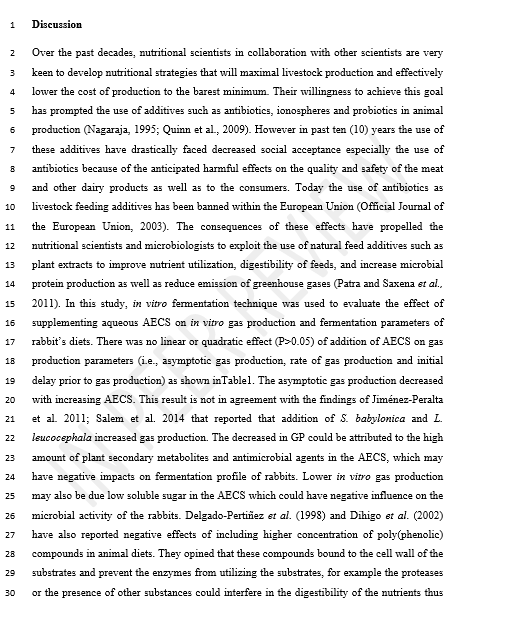 1 Discussion
2 Over the past decades, nutritional scientists in collaboration with other scientists are very
3 keen to develop nutritional strategies that will maximal livestock production and effectively
4 lower the cost of production to the barest minimum. Their willingness to achieve this goal
5 has prompted the use of additives such as antibiotics, ionospheres and probiotics in animal
6 production (Nagaraja, 1995; Quinn et al., 2009). However in past ten (10) years the use of
7 these additives have drastically faced decreased social acceptance especially the use of
8 antibiotics because of the anticipated harmful effects on the quality and safety of the meat
9 and other dairy products as well as to the consumers. Today the use of antibiotics as
10 livestock feeding additives has been banned within the European Union (Official Journal of
11 the European Union, 2003). The consequences of these effects have propelled the
12 nutritional scientists and microbiologists to exploit the use of natural feed additives such as
13 plant extracts to improve nutrient utilization, digestibility of feeds, and increase microbial
14 protein production as well as reduce emission of greenhouse gases (Patra and Saxena et al.,
15 2011). In this study, in vitro fermentation technique was used to evaluate the effect of
16 supplementing aqueous AECS on in vitro gas production and fermentation parameters of
17 rabbit's diets. There was no linear or quadratic effect (P>0.05) of addition of AECS on gas
18 production parameters (i.e., asymptotic gas production, rate of gas production and initial
19 delay prior to gas production) as shown inTable1. The asymptotic gas production decreased
20 with increasing AECS. This result is not in agreement with the findings of Jiménez-Peralta
21 et al. 2011; Salem et al. 2014 that reported that addition of S. babylonica and L.
22 leucocephala increased gas production. The decreased in GP could be attributed to the high
23 amount of plant secondary metabolites and antimicrobial agents in the AECS, which may
24 have negative impacts on fermentation profile of rabbits. Lower in vitro gas production
25 may also be due low soluble sugar in the AECS which could have negative influence on the
26 microbial activity of the rabbits. Delgado-Pertiñez et al. (1998) and Dihigo et al. (2002)
27 have also reported negative effects of including higher concentration of poly(phenolic)
28 compounds in animal diets. They opined that these compounds bound to the cell wall of the
29 substrates and prevent the enzymes from utilizing the substrates, for example the proteases
30 or the presence of other substances could interfere in the digestibility of the nutrients thus
IN PEER REVIEW